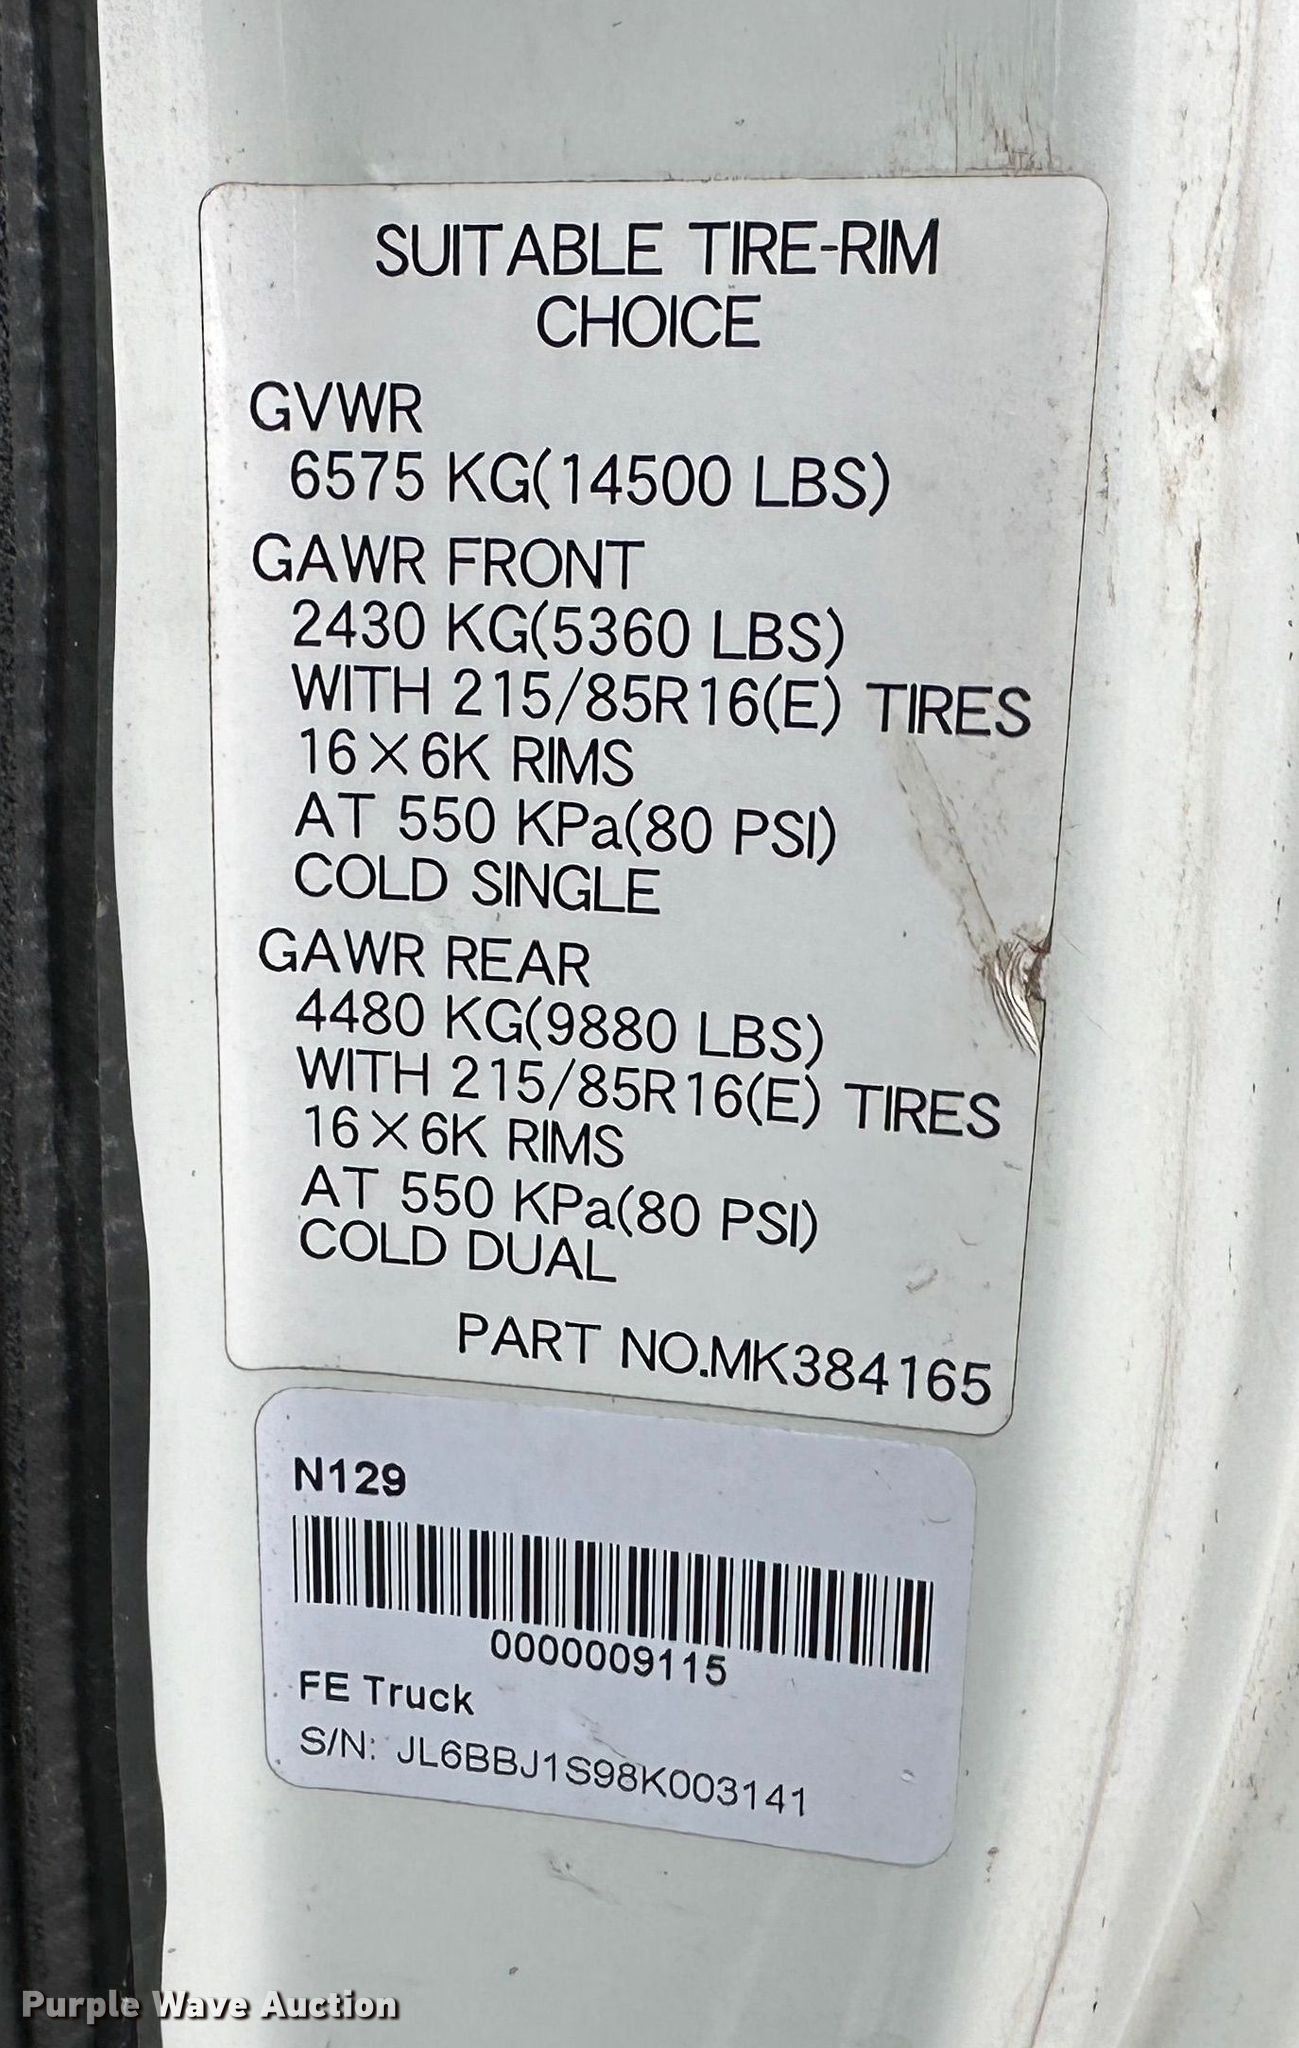 SUITABLE TIRE-RIM
CHOICE
GVWR
6575 KG(14500 LBS)
GAWR FRONT
2430 KG(5360 LBS)
WITH 215/85R16(E) TIRES
16×6K RIMS
AT 550 KPa(80 PSI)
COLD SINGLE
GAWR REAR
4480 KG(9880 LBS)
WITH 215/85R16(E) TIRES
16×6K RIMS
AT 550 KPa(80 PSI)
COLD DUAL
PART NO.MK384165
N129
0000009115
FE Truck
S/N: JL6BBJ1S98K003141
Purple Wave Auction